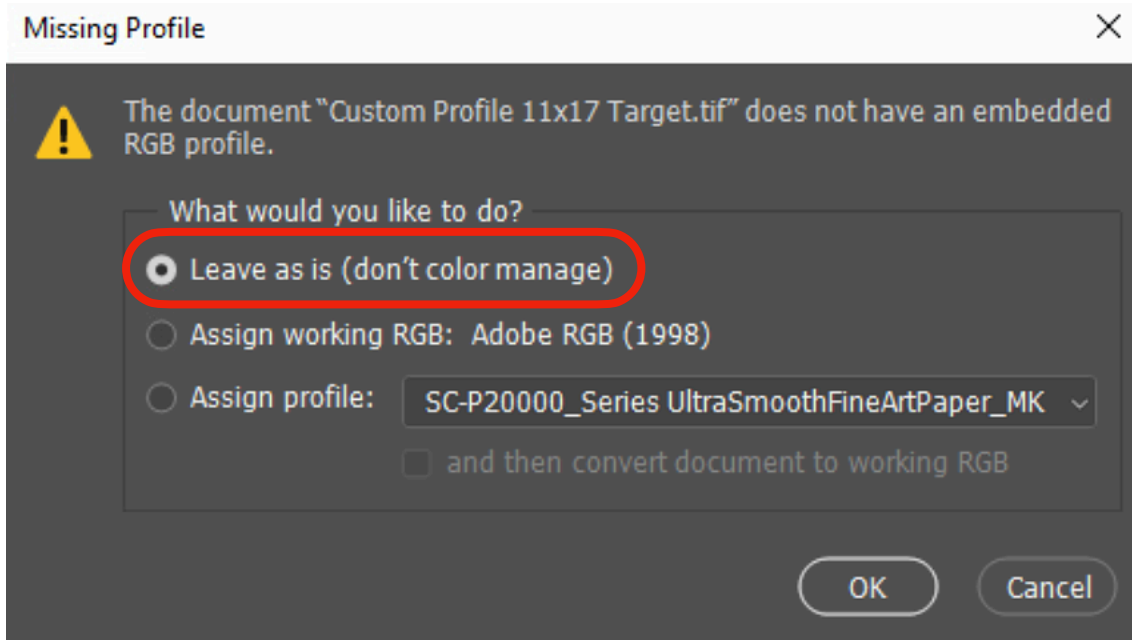 Missing Profile
The document “Custom Profile 11x17 Target.tif” does not have an embedded
RGB profile.
What would you like to do?
Leave as is (don’t color manage)
Assign working RGB: Adobe RGB (1998)
Assign profile: SC-P20000_Series UltraSmoothFineArtPaper_MK
and then convert document to working RGB
OK Cancel